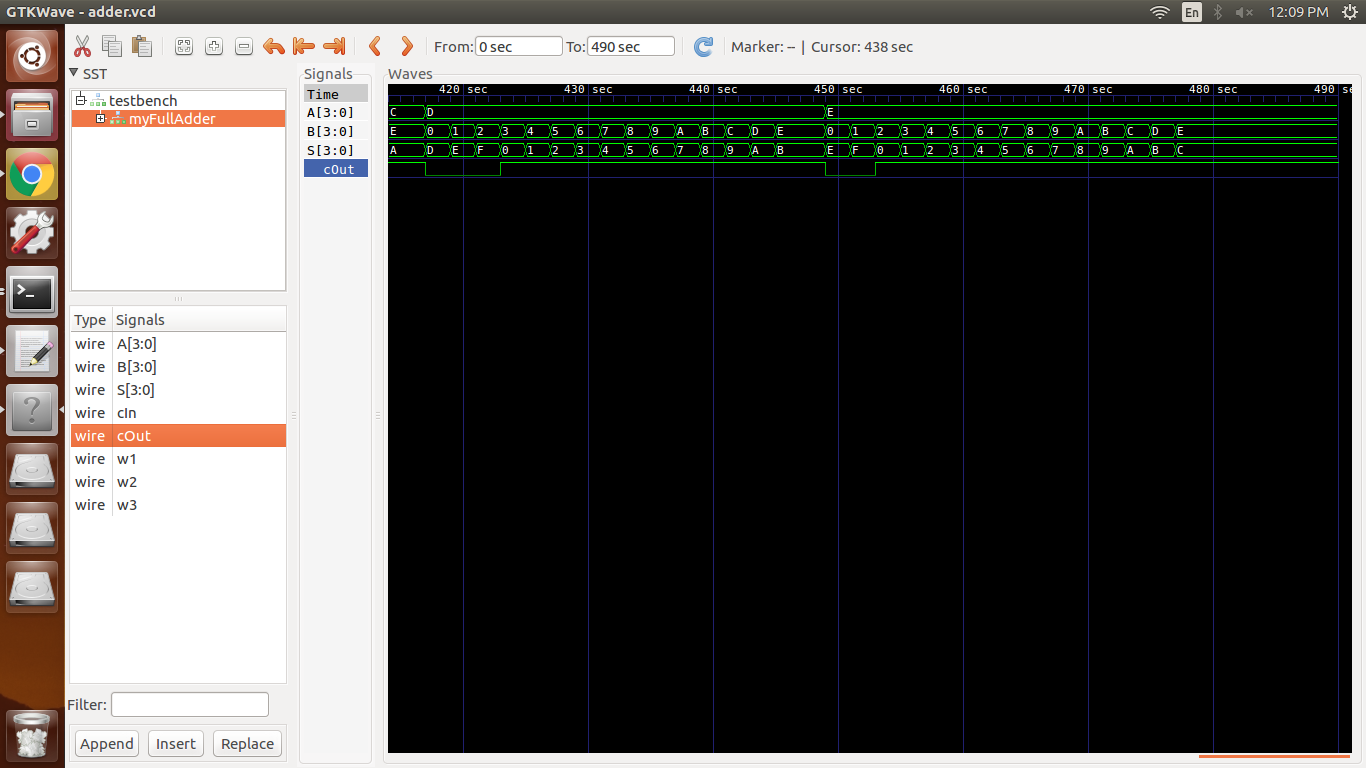 GTKWave - adder.vcd
En
12:09 PM
From: 0 sec To: 490 sec Marker: -- | Cursor: 438 sec
SST
testbench
myFullAdder
Type Signals
wire A[3:0]
wire B[3:0]
wire S[3:0]
wire cIn
wire cOut
wire w1
wire w2
wire w3
Filter:
Append Insert Replace
Signals
Time
A[3:0]
B[3:0]
S[3:0]
cOut
Waves
420 sec 430 sec 440 sec 450 sec 460 sec 470 sec 480 sec 490 se
C D E
E 0 1 2 3 4 5 6 7 8 9 A B C D E 0 1 2 3 4 5 6 7 8 9 A B C D E
A D E F 0 1 2 3 4 5 6 7 8 9 A B E F 0 1 2 3 4 5 6 7 8 9 A B C